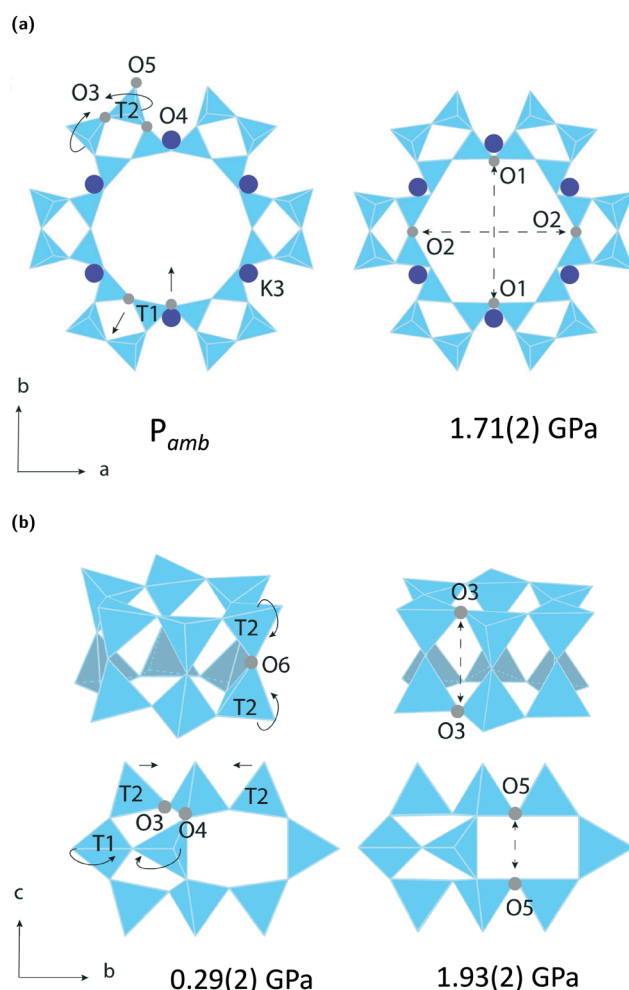 (a)
O5
O3
T2
O4
O1
O2
O2
K3
O1
T1
b
a
P amb
1.71(2) GPa
(b)
T2
O6
T2
O3
O3
T2
T2
O3
O4
T1
O5
O5
c
b
0.29(2) GPa
1.93(2) GPa